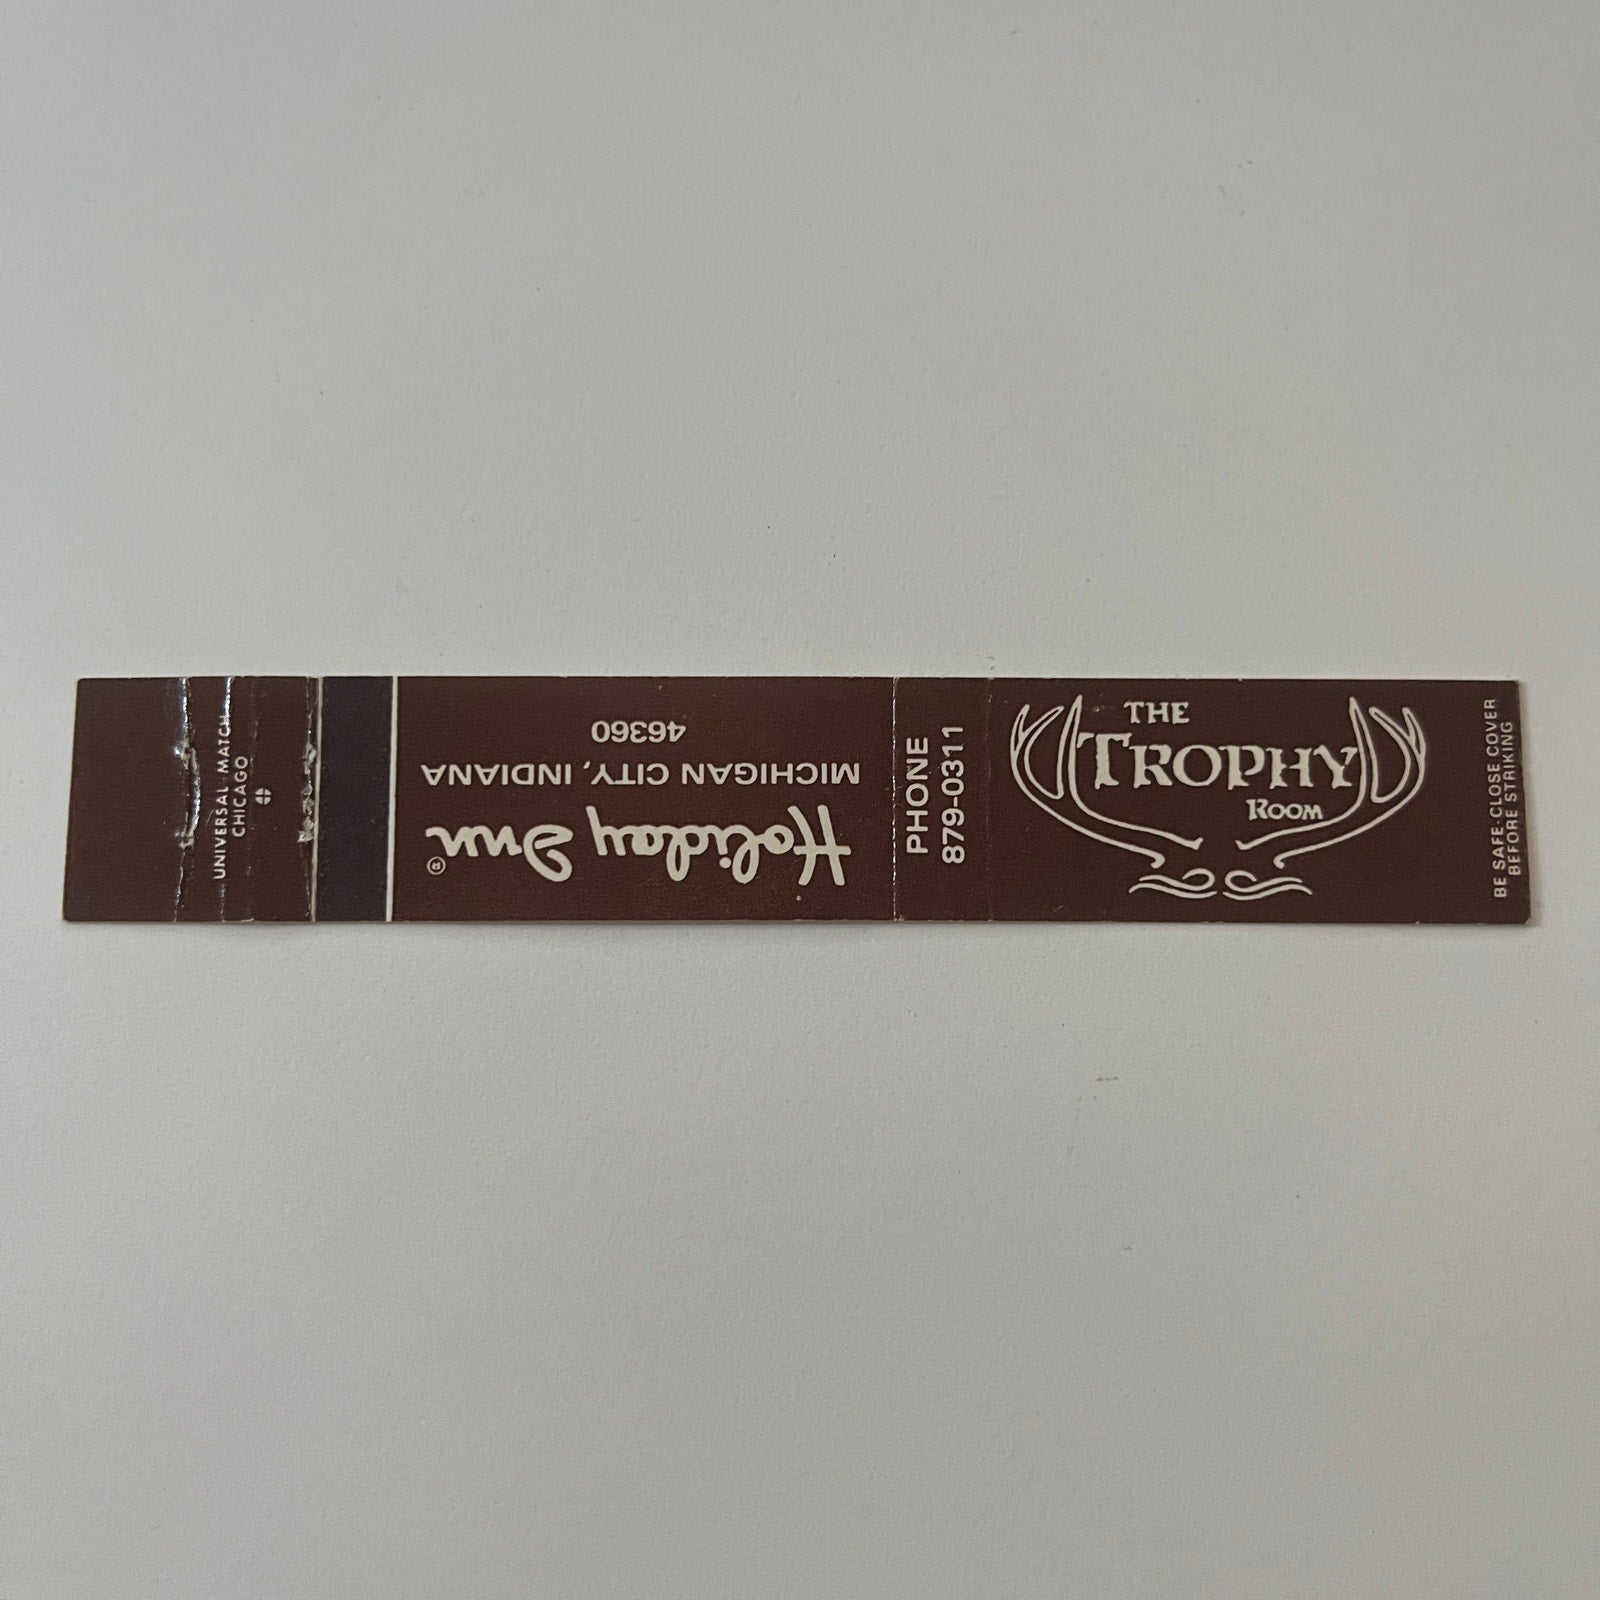 THE
TROPHY
ROOM
BE SAFE-CLOSE COVER
BEFORE STRIKING
PHONE
879-0311
Holiday Inn®
MICHIGAN CITY, INDIANA
46360
UNIVERSAL MATCH
CHICAGO